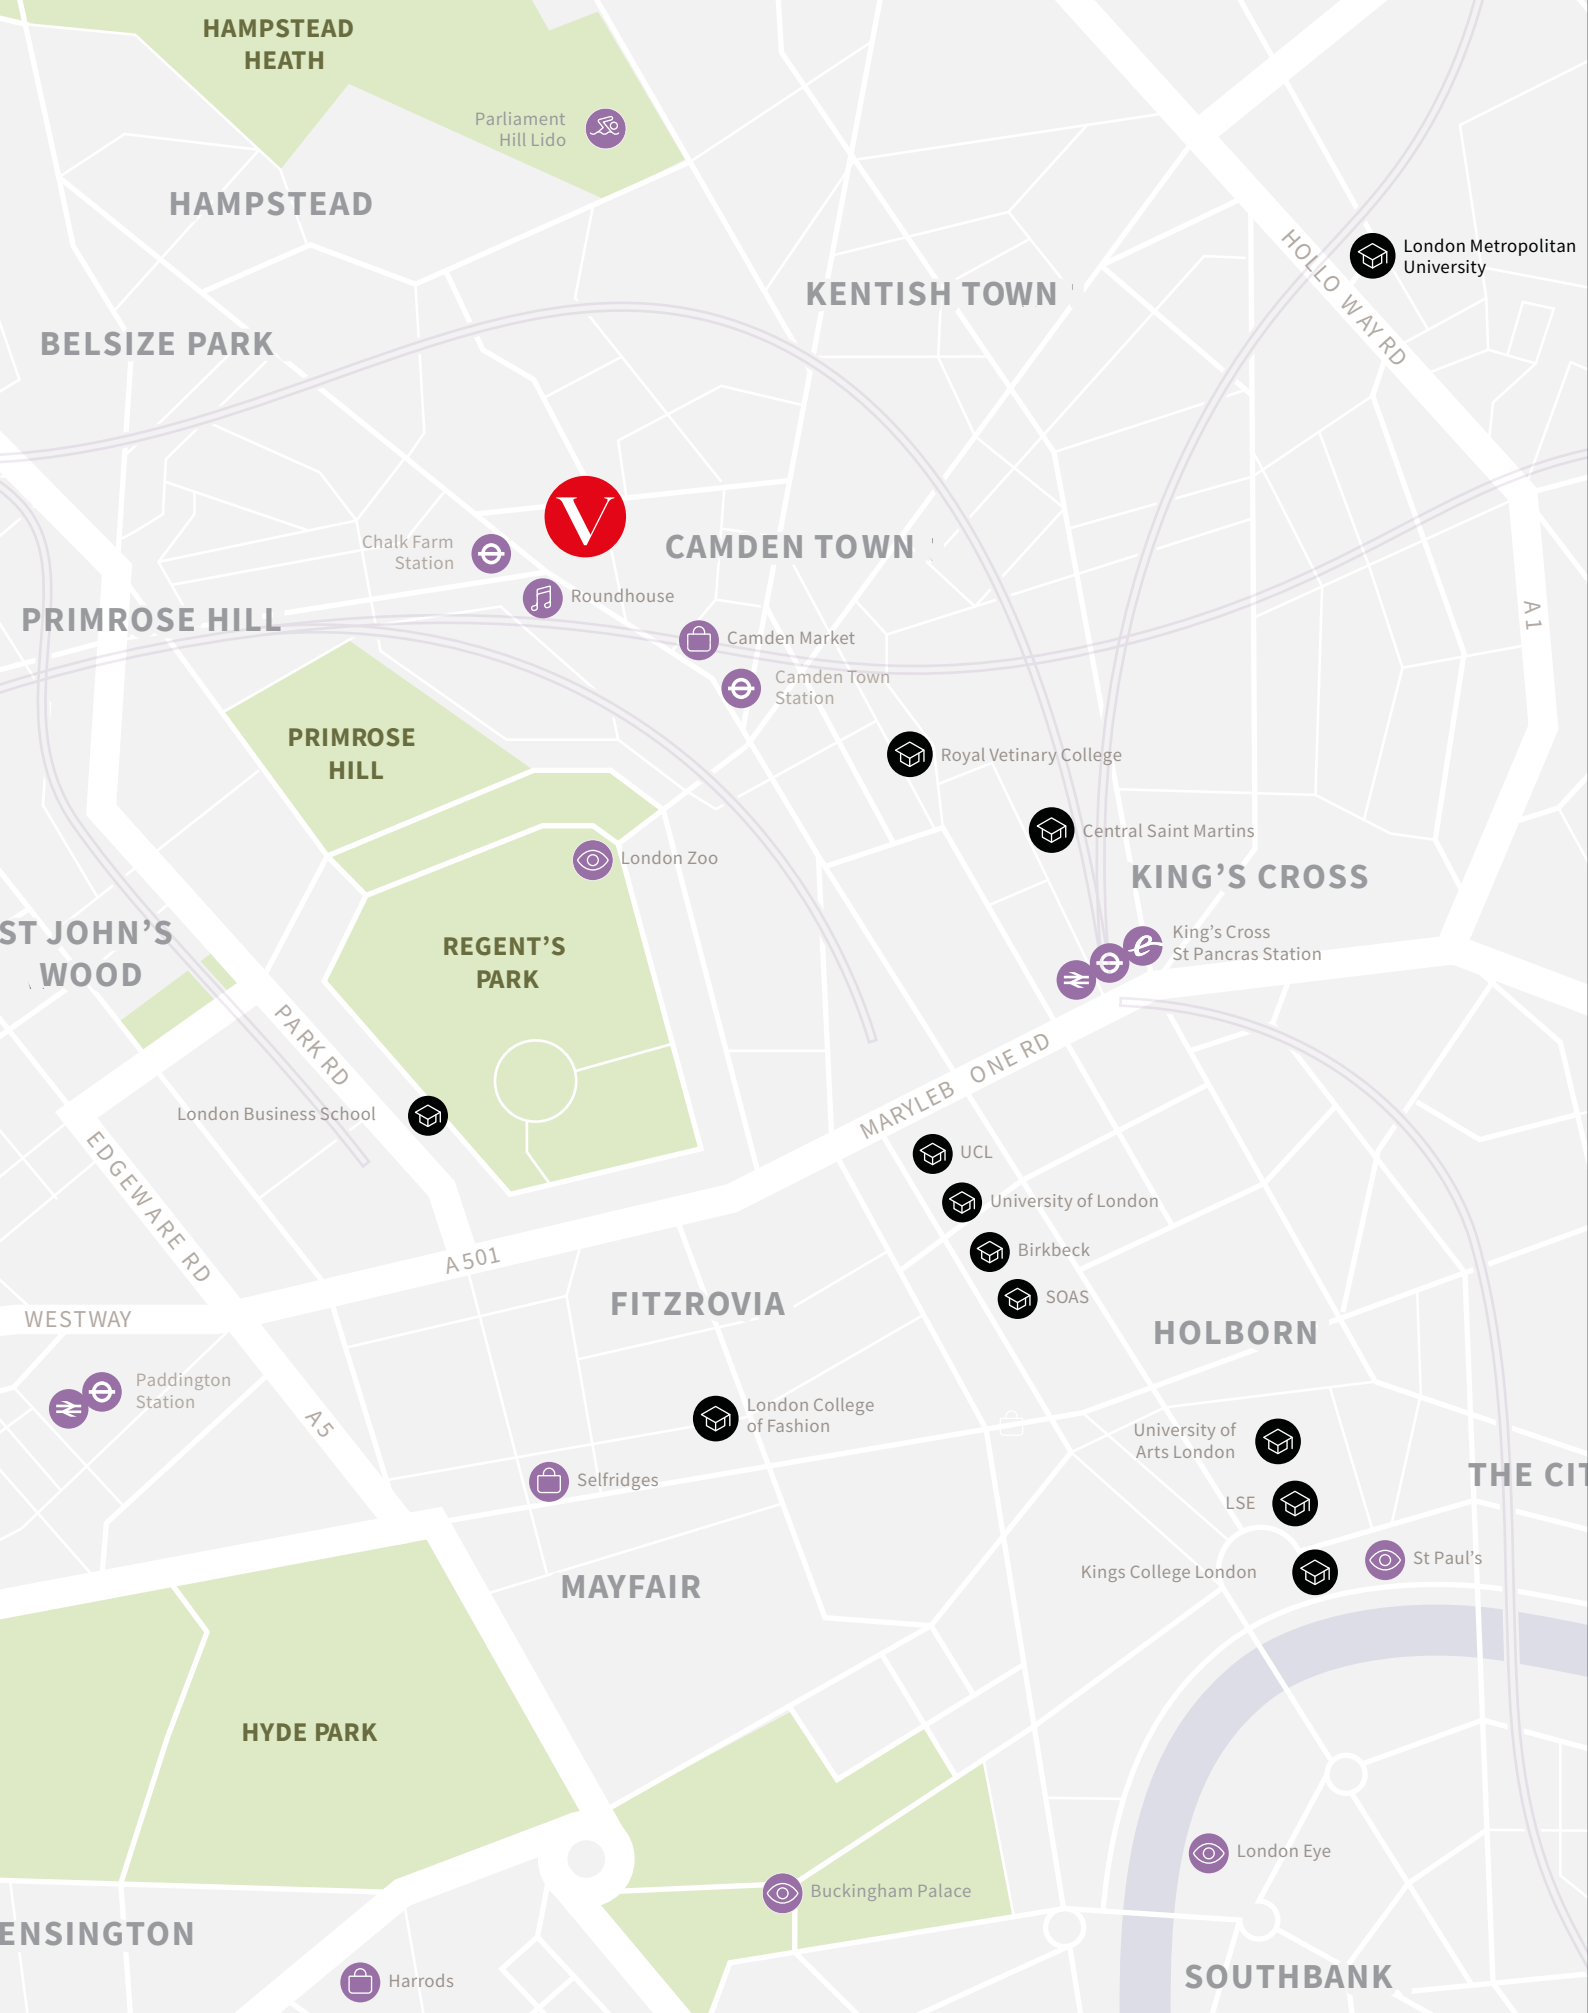 HAMPSTEAD
HEATH
Parliament
Hill Lido
HAMPSTEAD
London Metropolitan
University
HOLLO WAY RD
KENTISH TOWN
BELSIZE PARK
V
Chalk Farm
Station
CAMDEN TOWN
Roundhouse
A 1
PRIMROSE HILL
Camden Market
Camden Town
Station
PRIMROSE
HILL
Royal Vetinary College
Central Saint Martins
London Zoo
KING'S CROSS
ST JOHN'S
WOOD
REGENT'S
PARK
King's Cross
St Pancras Station
e
PARK RD
MARYLEB ONE RD
London Business School
UCL
EDGEWARE RD
University of London
Birkbeck
A 501
SOAS
FITZROVIA
WESTWAY
HOLBORN
Paddington
Station
A 5
London College
of Fashion
University of
Arts London
Selfridges
THE CIT
LSE
St Paul's
Kings College London
MAYFAIR
HYDE PARK
London Eye
Buckingham Palace
ENSINGTON
Harrods
SOUTHBANK